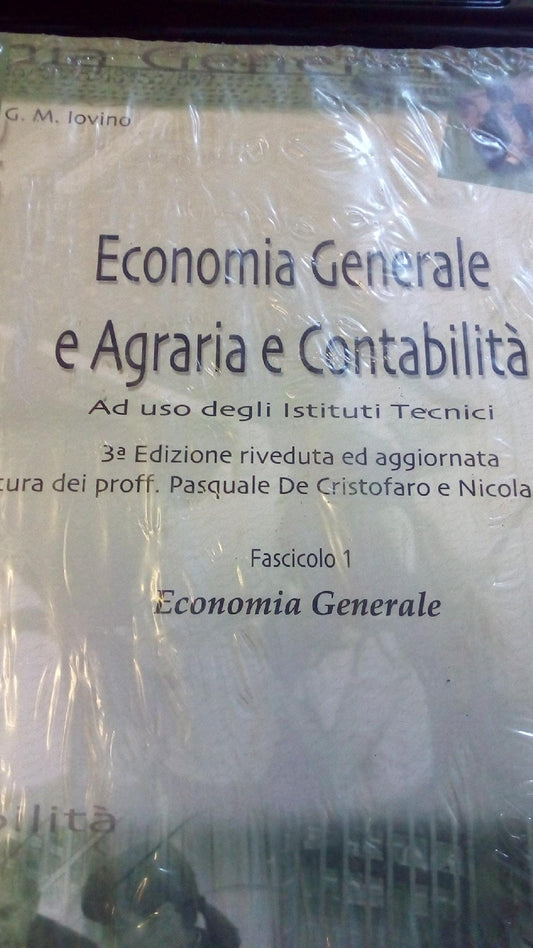 G. M. Iovino
Economia Generale
e Agraria e Contabilità
Ad uso degli Istituti Tecnici
3ª Edizione riveduta ed aggiornata
cura dei proff. Pasquale De Cristofaro e Nicola
Fascicolo 1
Economia Generale
bilità